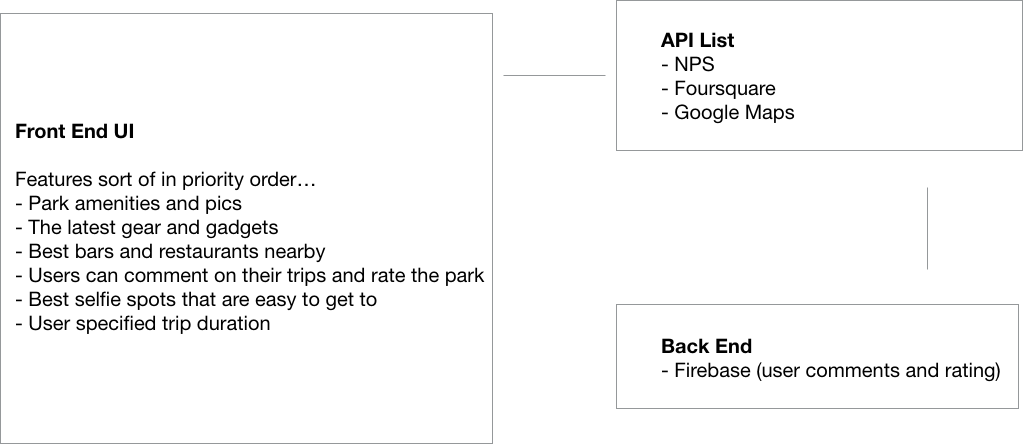 Front End UI
Features sort of in priority order…
- Park amenities and pics
- The latest gear and gadgets
- Best bars and restaurants nearby
- Users can comment on their trips and rate the park
- Best selfie spots that are easy to get to
- User specified trip duration
API List
- NPS
- Foursquare
- Google Maps
Back End
- Firebase (user comments and rating)